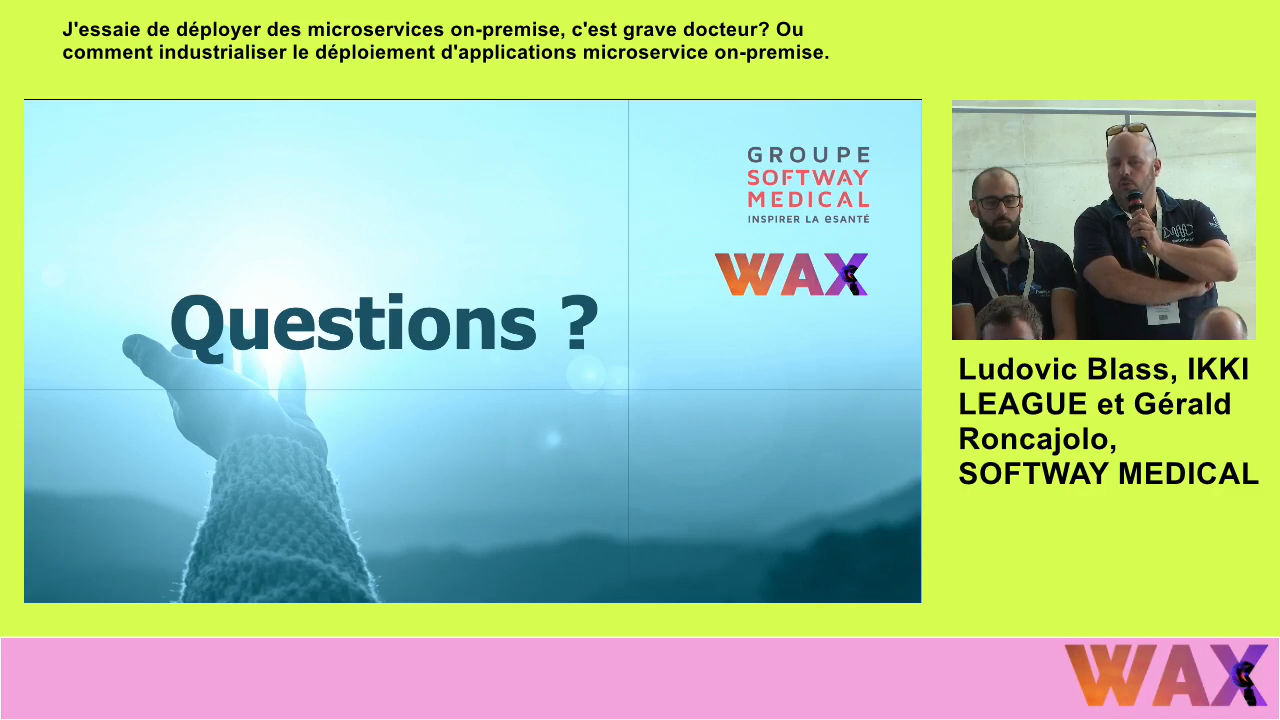 J'essaie de déployer des microservices on-premise, c'est grave docteur? Ou
comment industrialiser le déploiement d'applications microservice on-premise.
GROUPE
SOFTWAY
MEDICAL
INSPIRER LA eSANTÉ
WAX
Questions ?
Ludovic Blass, IKKI
LEAGUE et Gérald
Roncajolo,
SOFTWAY MEDICAL
WAX